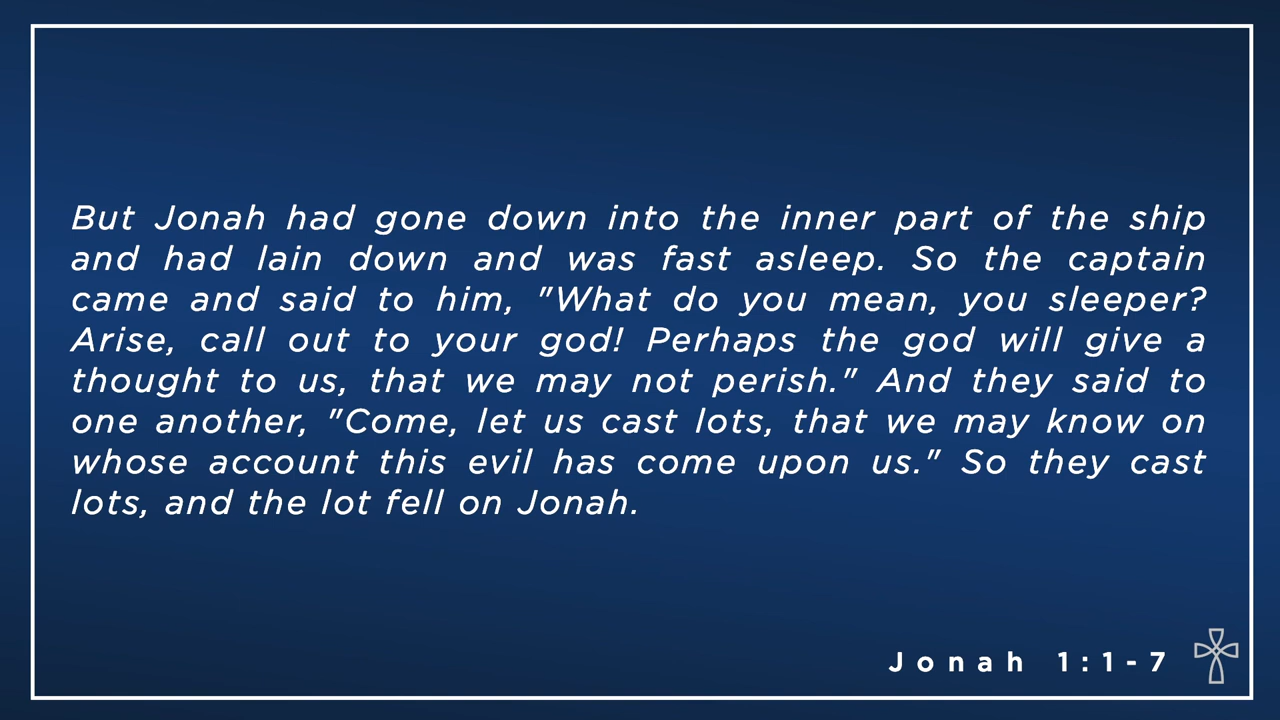 But Jonah had gone down into the inner part of the ship
and had lain down and was fast asleep. So the captain
came and said to him, "What do you mean, you sleeper?
Arise, call out to your god! Perhaps the god will give a
thought to us, that we may not perish." And they said to
one another, "Come, let us cast lots, that we may know on
whose account this evil has come upon us." So they cast
lots, and the lot fell on Jonah.
Jonah 1:1-7